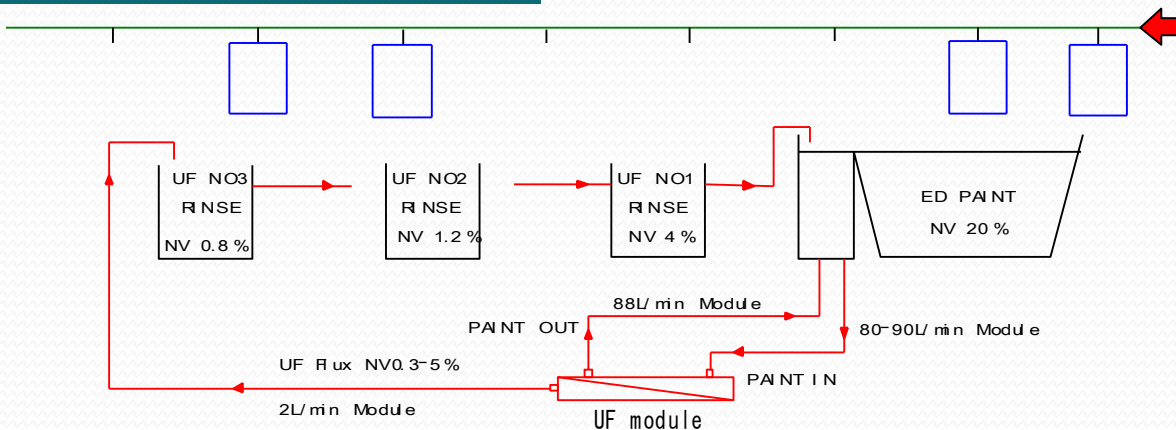 UF NO3
RINSE
NV 0.8%
UF NO2
RINSE
NV 1.2%
UF NO1
RINSE
NV 4%
ED PAINT
NV 20%
88L/min Module
PAINT OUT
80-90L/min Module
UF Flux NV0.3-5%
PAINT IN
2L/min Module
UF module